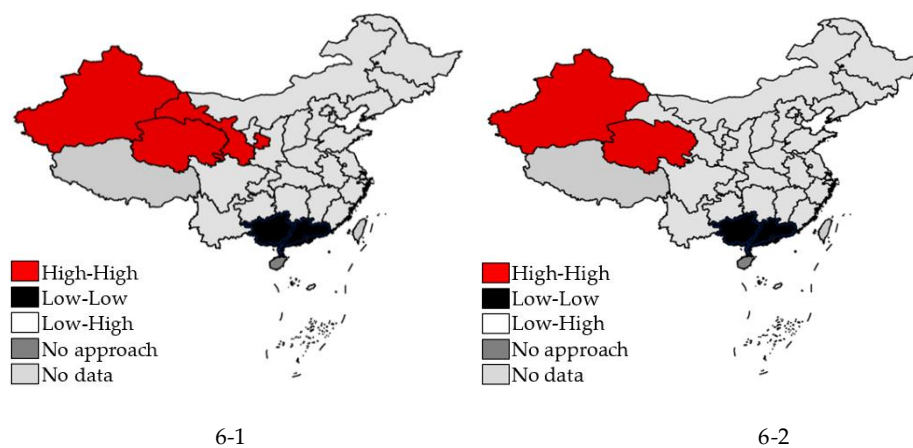 High-High
Low-Low
Low-High
No approach
No data
High-High
Low-Low
Low-High
No approach
No data
6-1
6-2